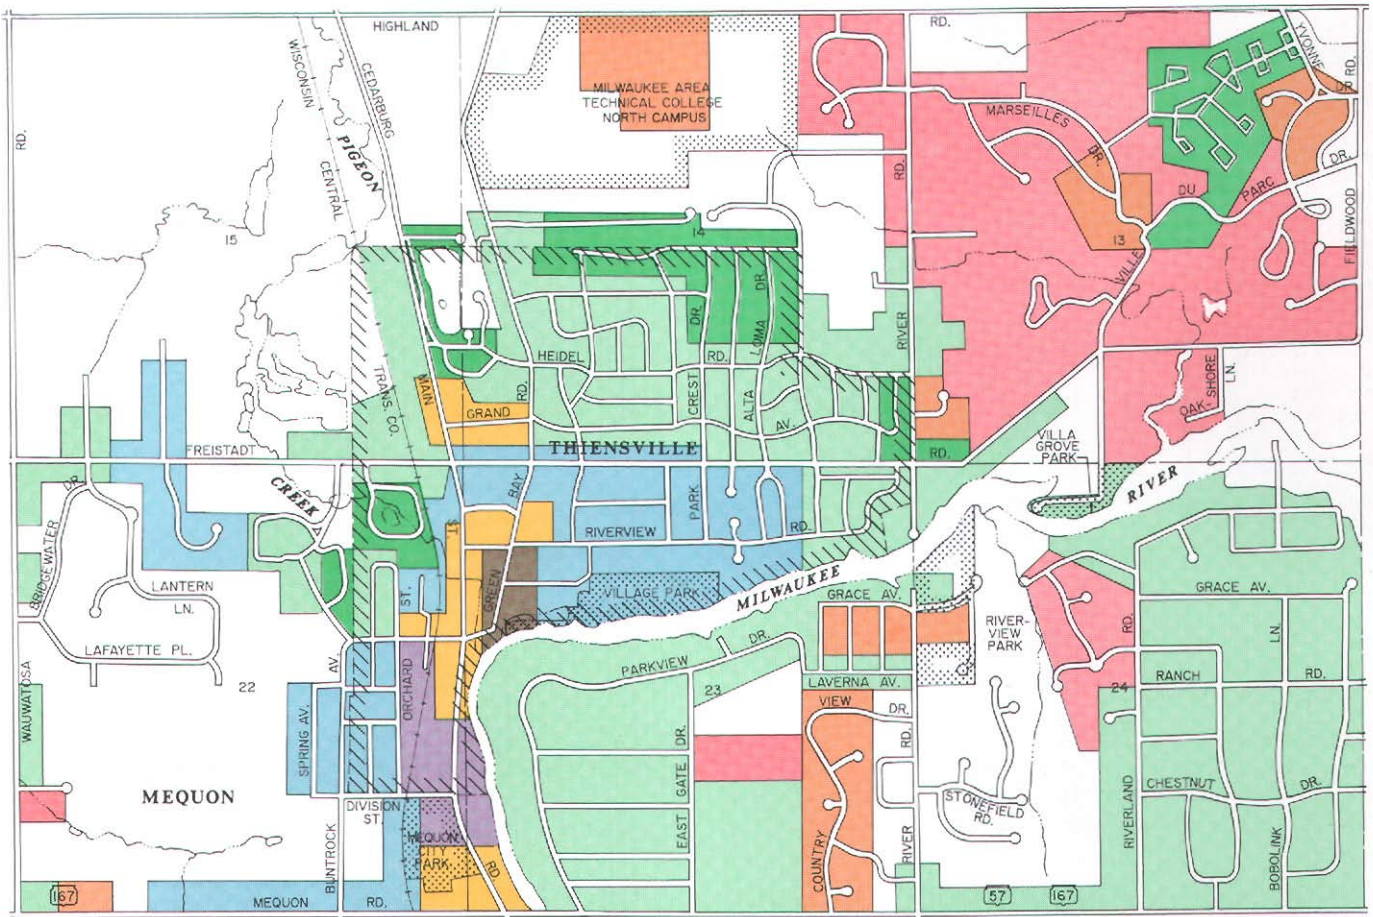 HIGHLAND
RD.
YVONNE
DR.
RD.
WISCONSIN
CENTRAL
TRANS. CO.
CEDARBURG
PIGEON
RD.
MILWAUKEE AREA
TECHNICAL COLLEGE
NORTH CAMPUS
MARSEILLES
DR.
RD.
DU
PARC
DR.
FIELDWOOD
15
14
13
VILLE
DR.
LOMA
DR.
RIVER
HEIDEL
RD.
MAIN
RD.
CREST
ALTA
OAK-SHORE
LN.
GRAND
AV.
FREISTADT
THIENSVILLE
RD.
VILLA
GROVE
PARK
RIVER
CREEK
DR.
BAY
PARK
ST.
RIVERVIEW
RD.
BRIDGEWATER
LANTERN
LN.
ST.
GREEN
VILLAGE PARK
MILWAUKEE
GRACE AV.
GRACE AV.
RIVER-
VIEW
PARK
RD.
LN.
LAFAYETTE PL.
AV.
PARKVIEW
DR.
LAVERNA AV.
RANCH
RD.
WAUWATOSA
22
ORCHARD
23
24
VIEW
DR.
SPRING AV.
DR.
RD.
MEQUON
DIVISION
ST.
GATE
STONEFIELD
RD.
CHESTNUT
DR.
RIVERLAND
MEQUON
CITY
PARK
EAST
COUNTRY
RIVER
BUNTROCK
RD.
BOBOLINK
167
MEQUON
RD.
57
167